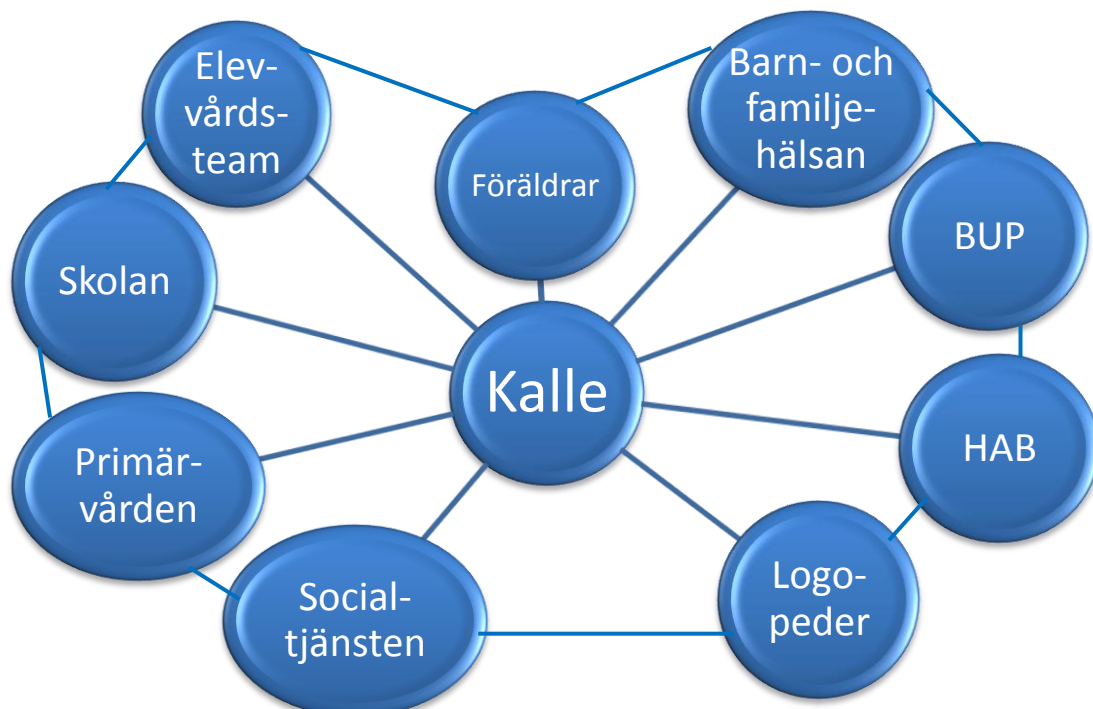 Elev-
vårds-
team
Föräldrar
Barn- och
familje-
hälsan
BUP
Skolan
Kalle
HAB
Primär-
vården
Social-
tjänsten
Logo-
peder